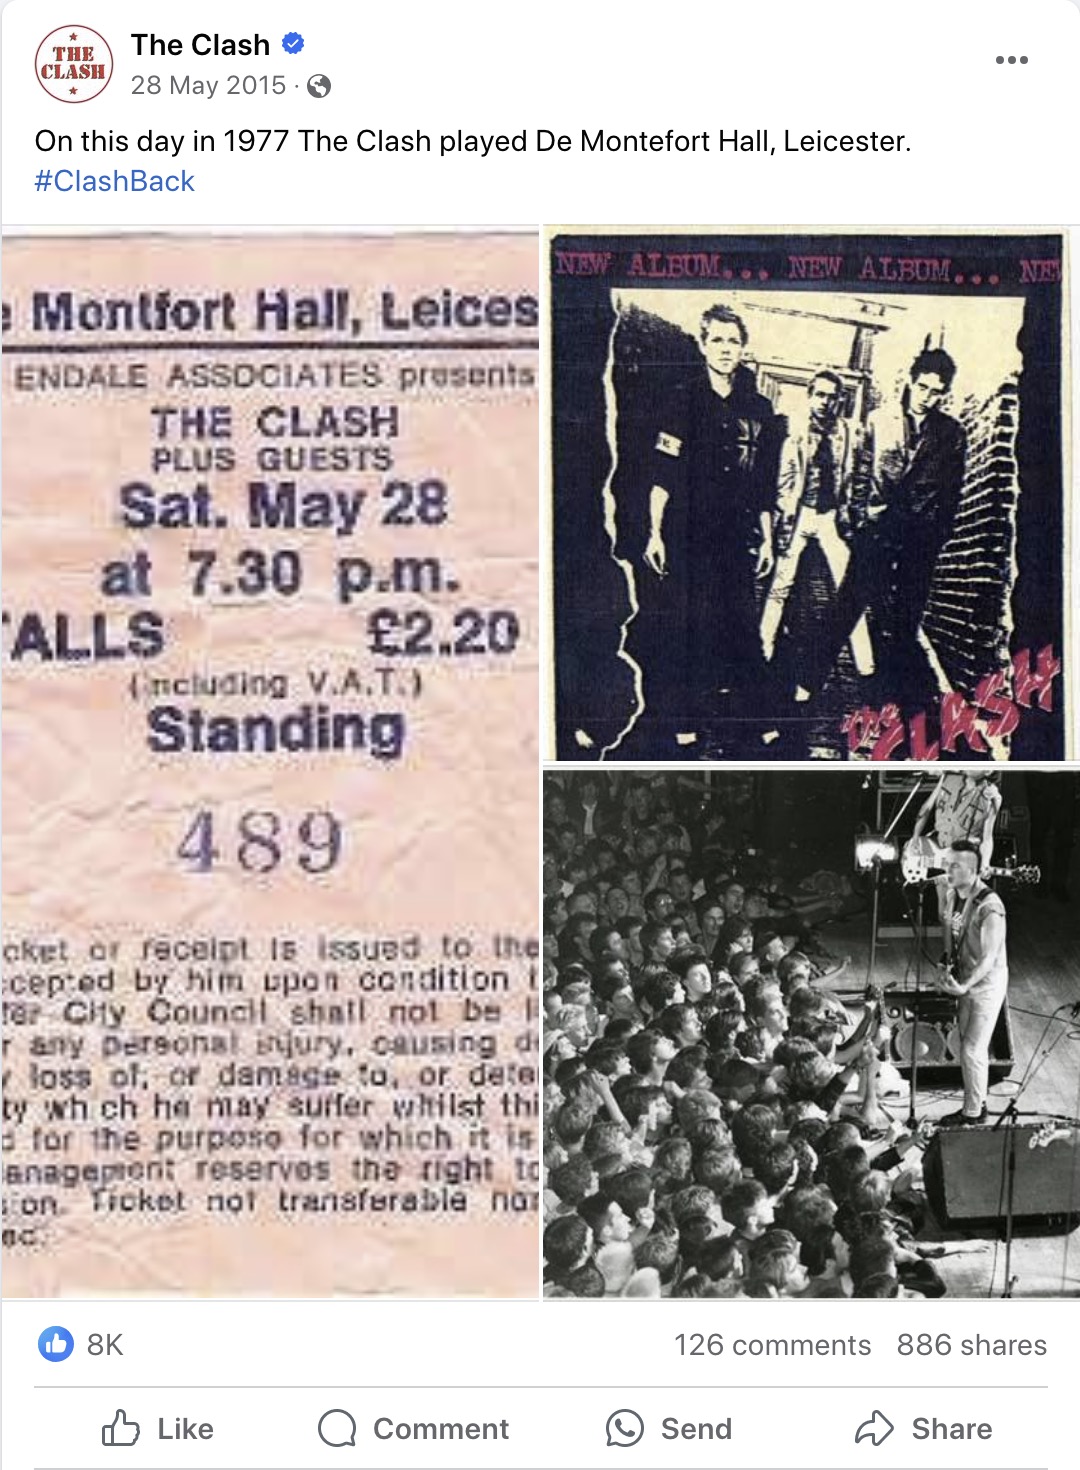 THE
CLASH
The Clash
28 May 2015 ·
On this day in 1977 The Clash played De Montefort Hall, Leicester.
#ClashBack
Montfort Hall, Leices
ENDALE ASSOCIATES presents
THE CLASH
PLUS GUESTS
Sat. May 28
at 7.30 p.m.
ALLS £2.20
(including V.A.T.)
Standing
489
cket or receipt is issued to the
cepted by him upon condition
City Council shall not be
any personal injury, causing
loss of, or damage to, or dete
ty which he may suffer whilst thi
for the purpose for which it is
anagement reserves the right to
ion. Ticket not transferable nor
NEW ALBUM... NEW ALBUM... NEW
THE CLASH
8K
126 comments 886 shares
Like
Comment
Send
Share